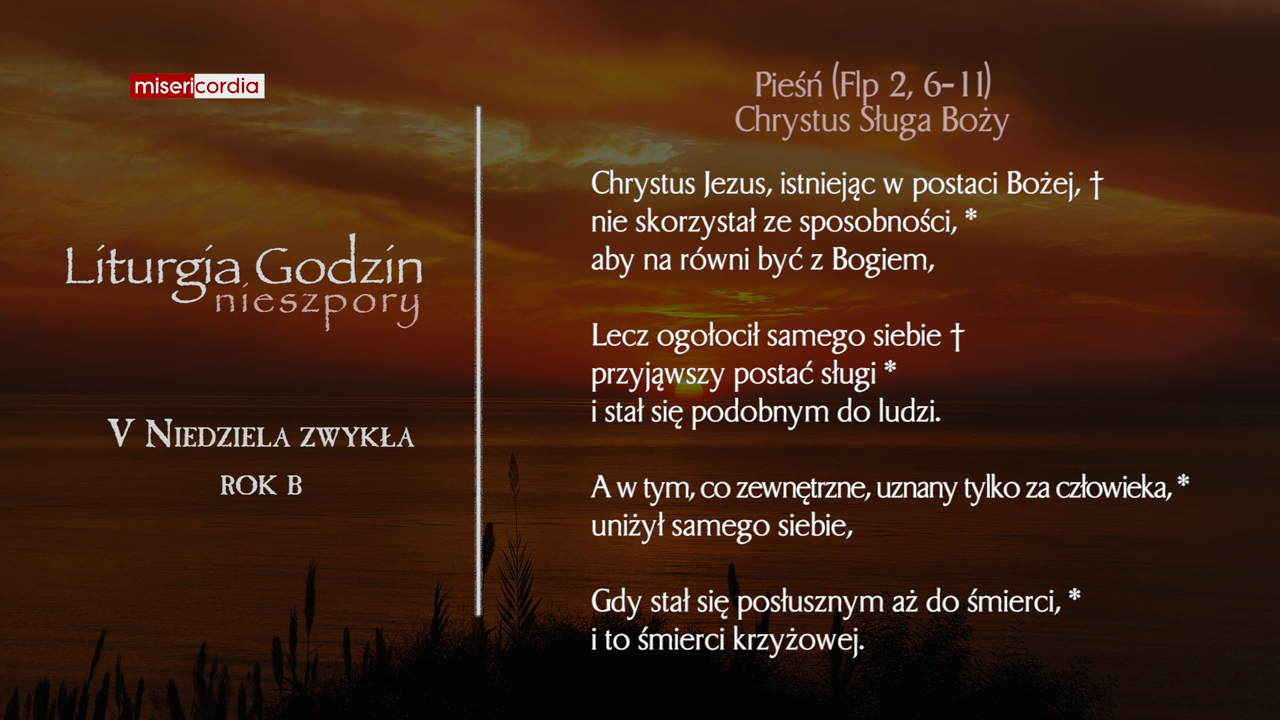 misericordia
Liturgia Godzin
nieszpory
V Niedziela zwykła
rok B
Pieśń (Flp 2, 6-11)
Chrystus Sługa Boży
Chrystus Jezus, istniejąc w postaci Bożej, †
nie skorzystał ze sposobności, *
aby na równi być z Bogiem,
Lecz ogołocił samego siebie †
przyjąwszy postać sługi *
i stał się podobnym do ludzi.
A w tym, co zewnętrzne, uznany tylko za człowieka, *
uniżył samego siebie,
Gdy stał się posłusznym aż do śmierci, *
i to śmierci krzyżowej.